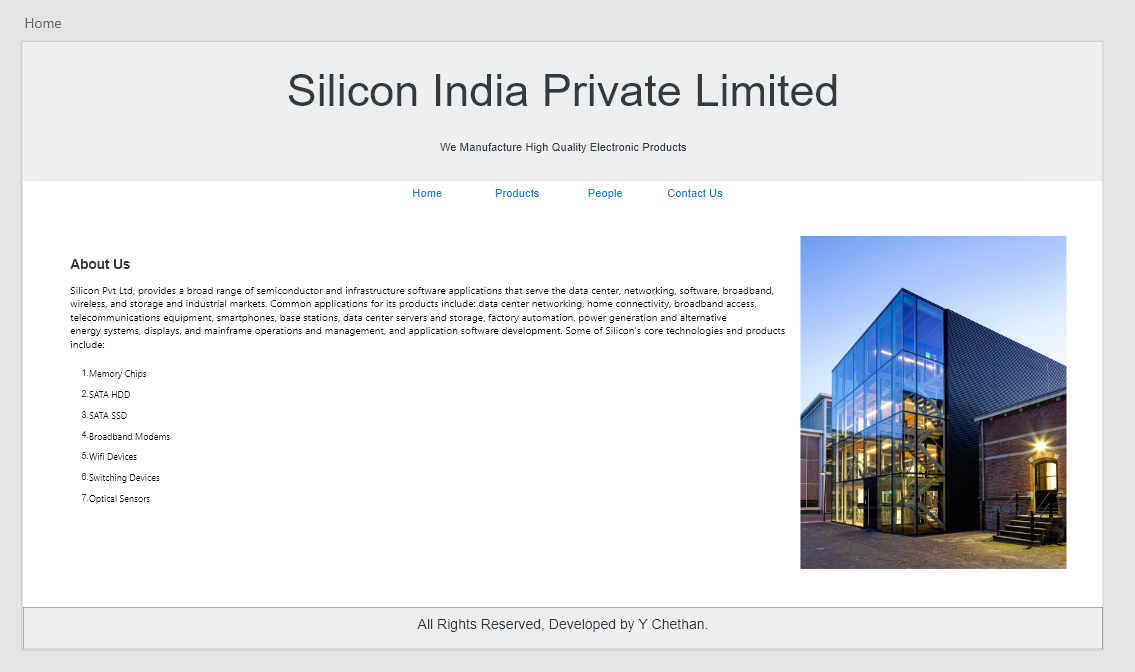 Home
Silicon India Private Limited
We Manufacture High Quality Electronic Products
Home Products People Contact Us
About Us
Silicon Pvt Ltd, provides a broad range of semiconductor and infrastructure software applications that serve the data center, networking, software, broadband,
wireless, and storage and industrial markets. Common applications for its products include: data center networking, home connectivity, broadband access,
telecommunications equipment, smartphones, base stations, data center servers and storage, factory automation, power generation and alternative
energy systems, displays, and mainframe operations and management, and application software development. Some of Silicon's core technologies and products
include:
1.Memory Chips
2.SATA HDD
3.SATA SSD
4.Broadband Modems
5.Wifi Devices
6.Switching Devices
7.Optical Sensors
All Rights Reserved, Developed by Y Chethan.